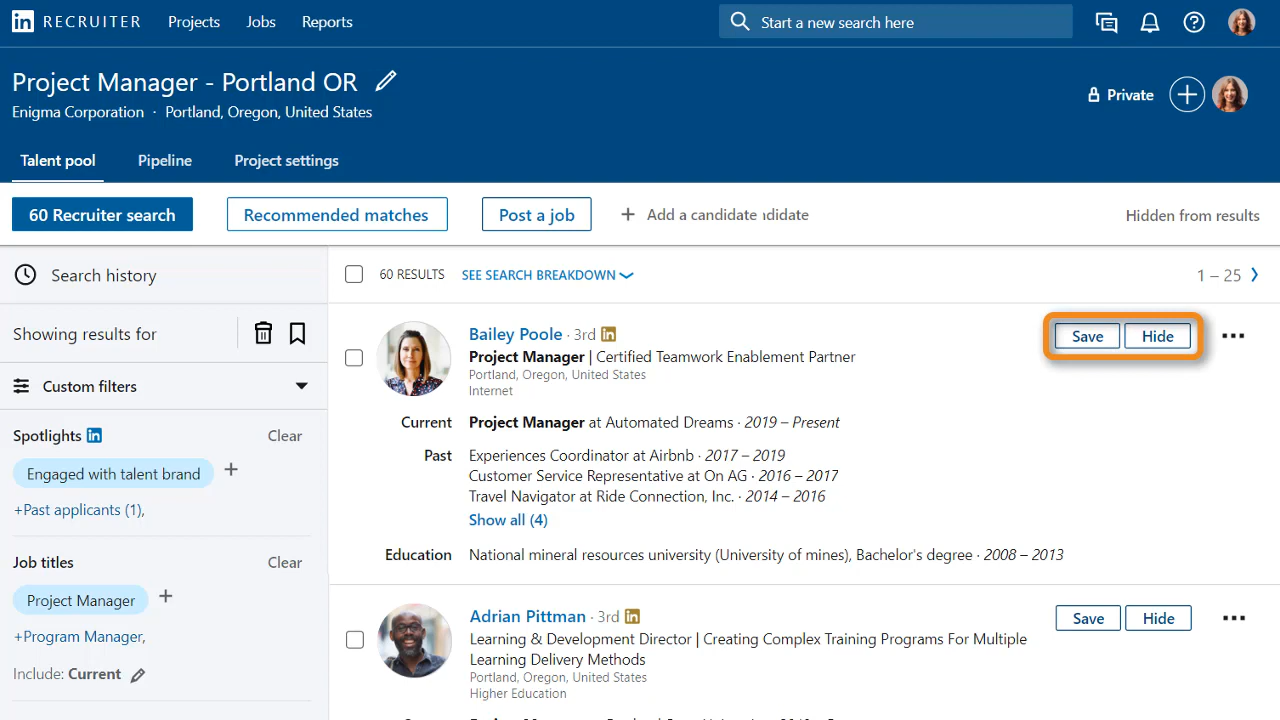 in RECRUITER Projects Jobs Reports Start a new search here
Project Manager - Portland OR
Enigma Corporation · Portland, Oregon, United States
Private
Talent pool Pipeline Project settings
60 Recruiter search Recommended matches Post a job + Add a candidate ıdidate Hidden from results
Search history
60 RESULTS SEE SEARCH BREAKDOWN 1 – 25
Showing results for
Custom filters
Spotlights in Clear
Engaged with talent brand +
+Past applicants (1),
Job titles Clear
Project Manager +
+Program Manager,
Include: Current
Bailey Poole · 3rd in
Save Hide
Project Manager | Certified Teamwork Enablement Partner
Portland, Oregon, United States
Internet
Current Project Manager at Automated Dreams · 2019 – Present
Past Experiences Coordinator at Airbnb · 2017 – 2019
Customer Service Representative at On AG · 2016 – 2017
Travel Navigator at Ride Connection, Inc. · 2014 – 2016
Show all (4)
Education National mineral resources university (University of mines), Bachelor's degree · 2008 – 2013
Adrian Pittman · 3rd in
Save Hide
Learning & Development Director | Creating Complex Training Programs For Multiple
Learning Delivery Methods
Portland, Oregon, United States
Higher Education